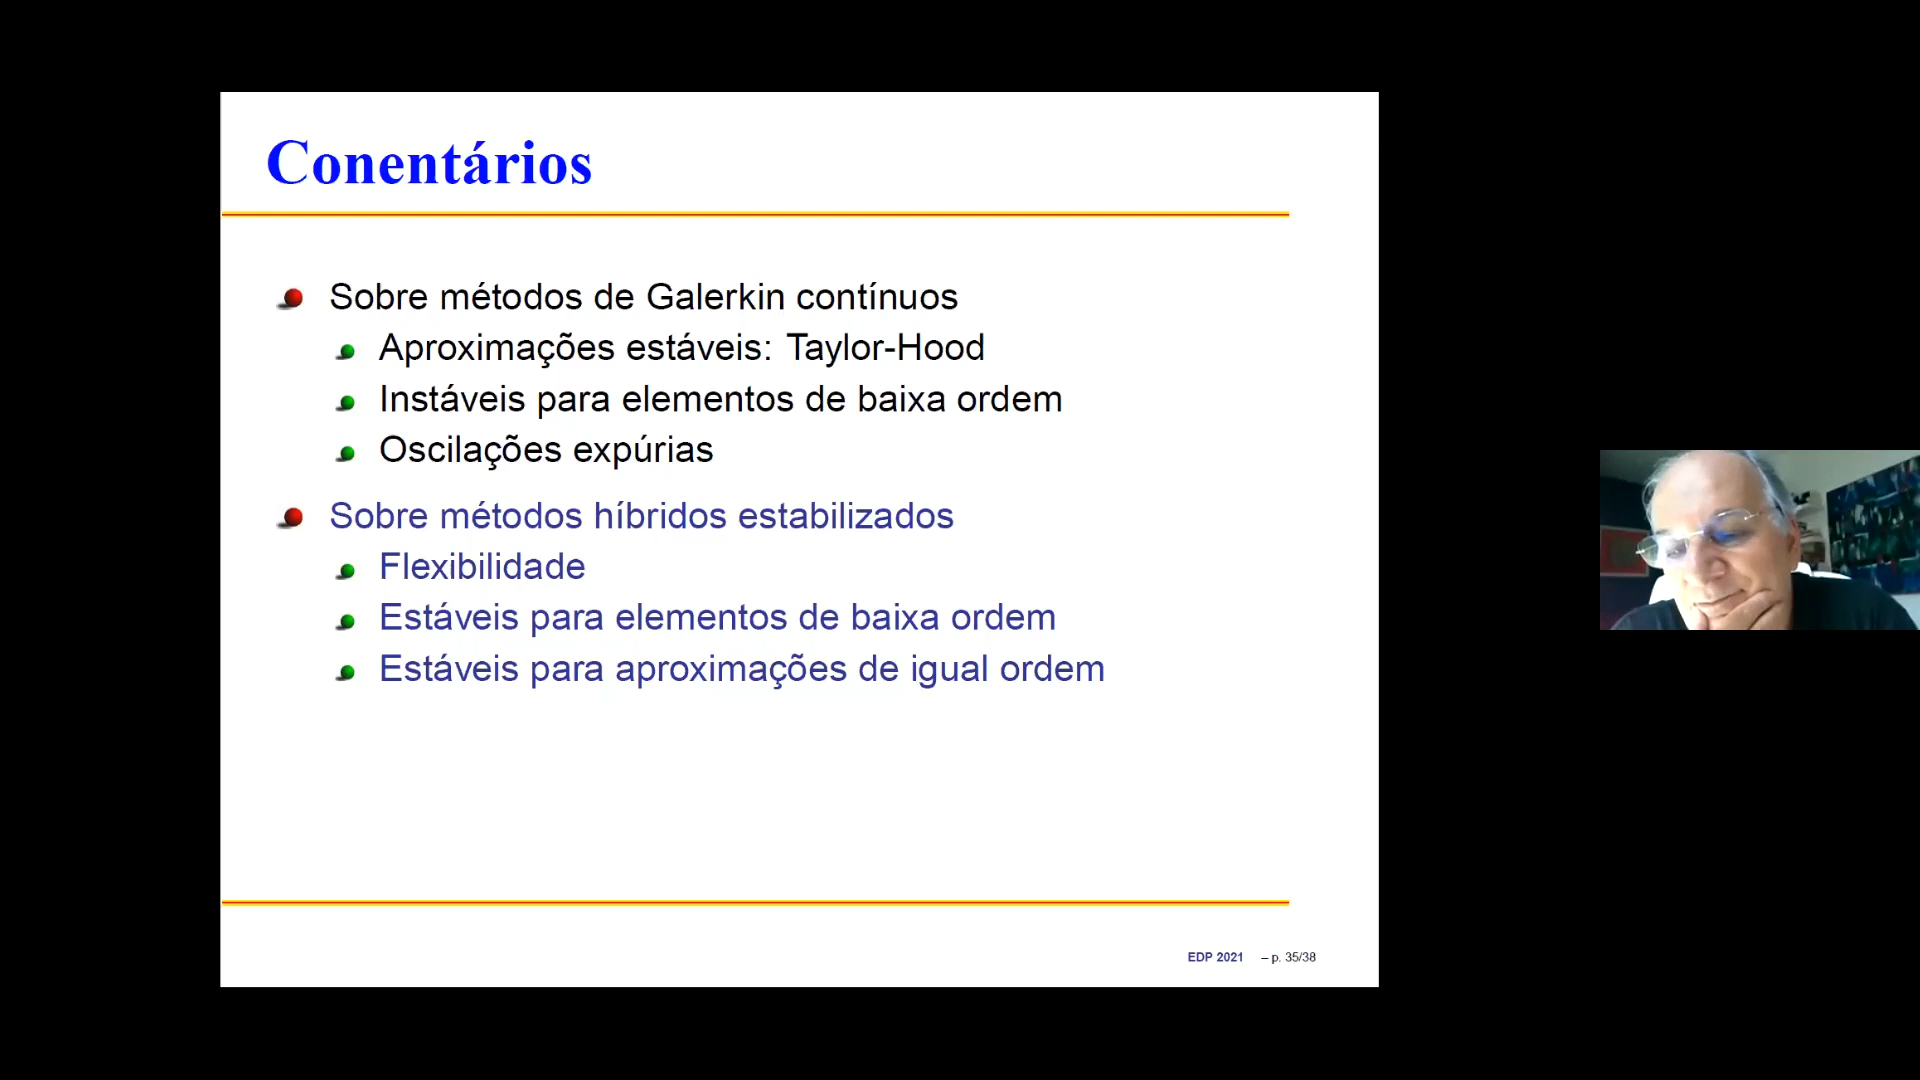 Conentários
Sobre métodos de Galerkin contínuos
Aproximações estáveis: Taylor-Hood
Instáveis para elementos de baixa ordem
Oscilações expúrias
Sobre métodos híbridos estabilizados
Flexibilidade
Estáveis para elementos de baixa ordem
Estáveis para aproximações de igual ordem
EDP 2021 – p. 35/38